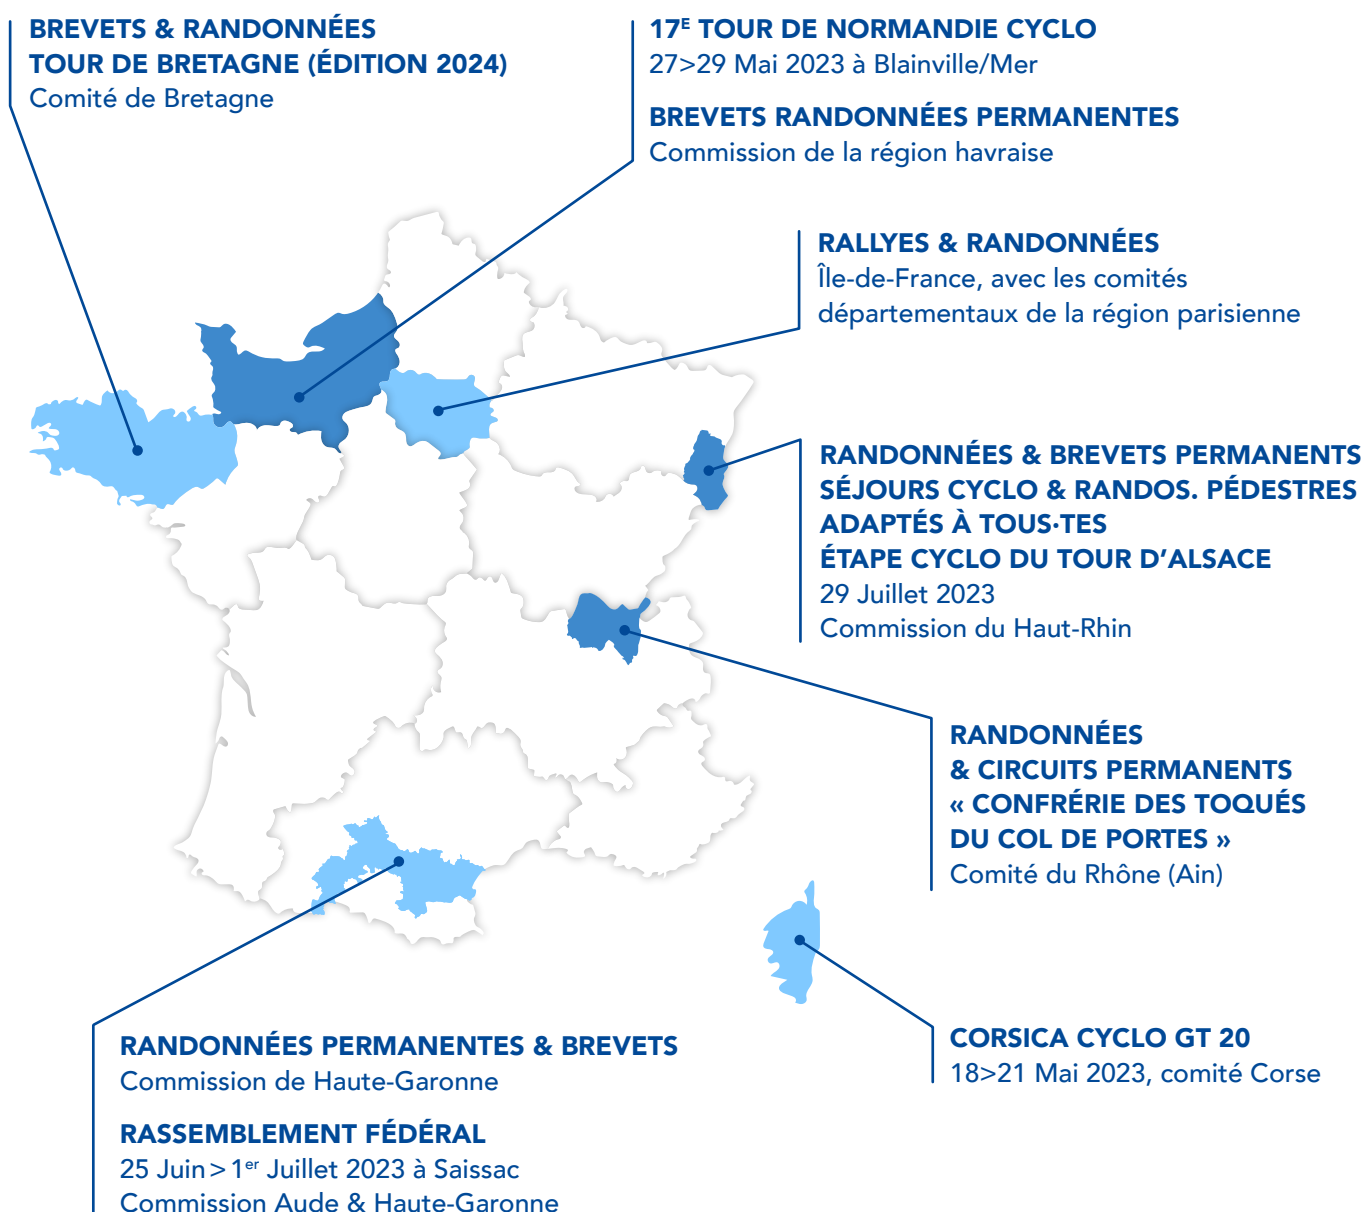 BREVETS & RANDONNÉES
TOUR DE BRETAGNE (ÉDITION 2024)
Comité de Bretagne
17E TOUR DE NORMANDIE CYCLO
27>29 Mai 2023 à Blainville/Mer
BREVETS RANDONNÉES PERMANENTES
Commission de la région havraise
RALLYES & RANDONNÉES
Île-de-France, avec les comités
départementaux de la région parisienne
RANDONNÉES & BREVETS PERMANENTS
SÉJOURS CYCLO & RANDOS. PÉDESTRES
ADAPTÉS À TOUS·TES
ÉTAPE CYCLO DU TOUR D’ALSACE
29 Juillet 2023
Commission du Haut-Rhin
RANDONNÉES
& CIRCUITS PERMANENTS
« CONFRÉRIE DES TOQUÉS
DU COL DE PORTES »
Comité du Rhône (Ain)
CORSICA CYCLO GT 20
18>21 Mai 2023, comité Corse
RANDONNÉES PERMANENTES & BREVETS
Commission de Haute-Garonne
RASSEMBLEMENT FÉDÉRAL
25 Juin > 1er Juillet 2023 à Saissac
Commission Aude & Haute-Garonne